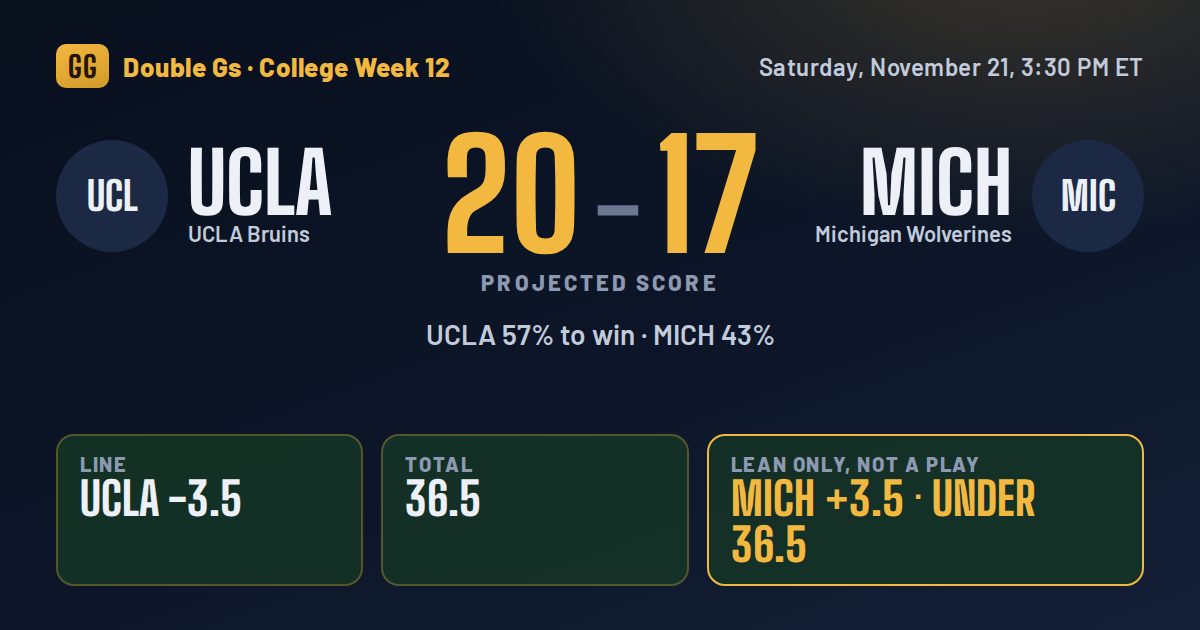 GG Double Gs · College Week 12
Saturday, November 21, 3:30 PM ET
UCL
UCLA
UCLA Bruins
20 – 17
PROJECTED SCORE
MICH
Michigan Wolverines
MIC
UCLA 57% to win · MICH 43%
LINE
UCLA −3.5
TOTAL
36.5
LEAN ONLY, NOT A PLAY
MICH +3.5 · UNDER
36.5